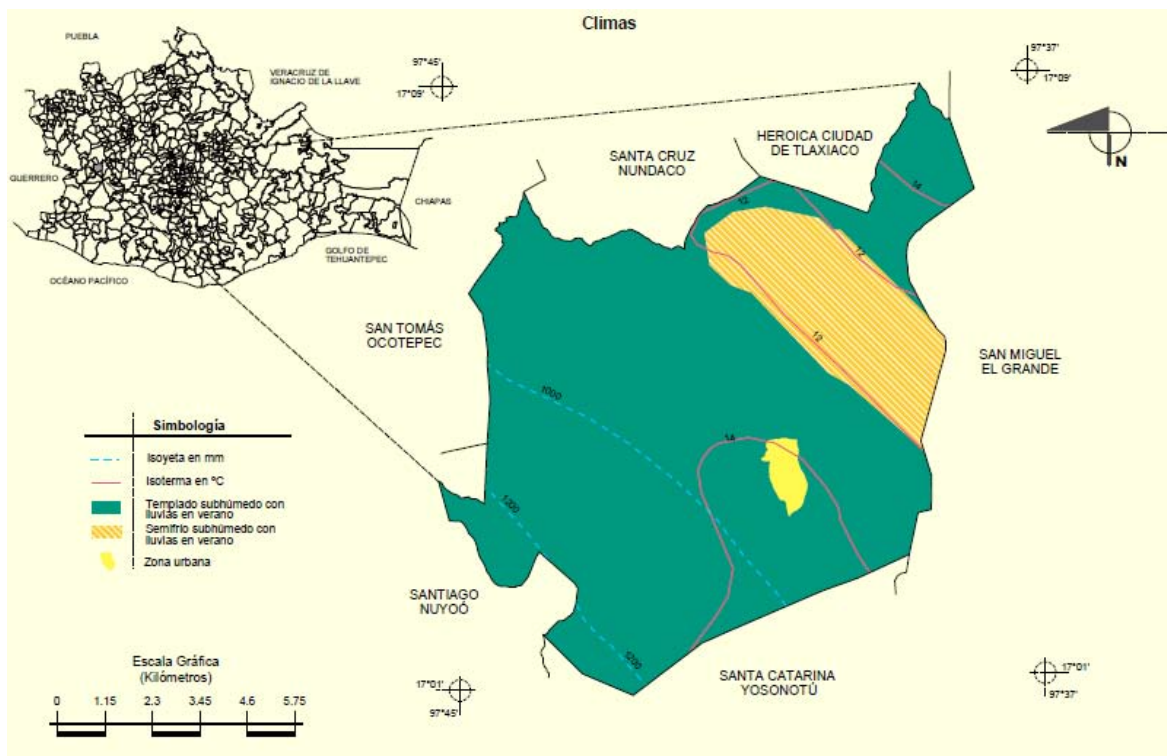 Climas
PUEBLA
VERACRUZ DE
IGNACIO DE LA LLAVE
GUERRERO
CHIAPAS
GOLFO DE
TEHUANTEPEC
OCÉANO PACÍFICO
97°45'
17°09'
97°37'
17°09'
N
HEROICA CIUDAD
DE TLAXIACO
SANTA CRUZ
NUNDACO
SAN TOMÁS
OCOTEPEC
SAN MIGUEL
EL GRANDE
SANTIAGO
NUYOÓ
SANTA CATARINA
YOSONOTÚ
14
12
12
12
1000
14
1200
1200
Simbología
Isoyeta en mm
Isoterma en °C
Templado subhúmedo con
lluvias en verano
Semifrío subhúmedo con
lluvias en verano
Zona urbana
Escala Gráfica
(Kilómetros)
0 1.15 2.3 3.45 4.6 5.75
17°01'
97°45'
17°01'
97°37'